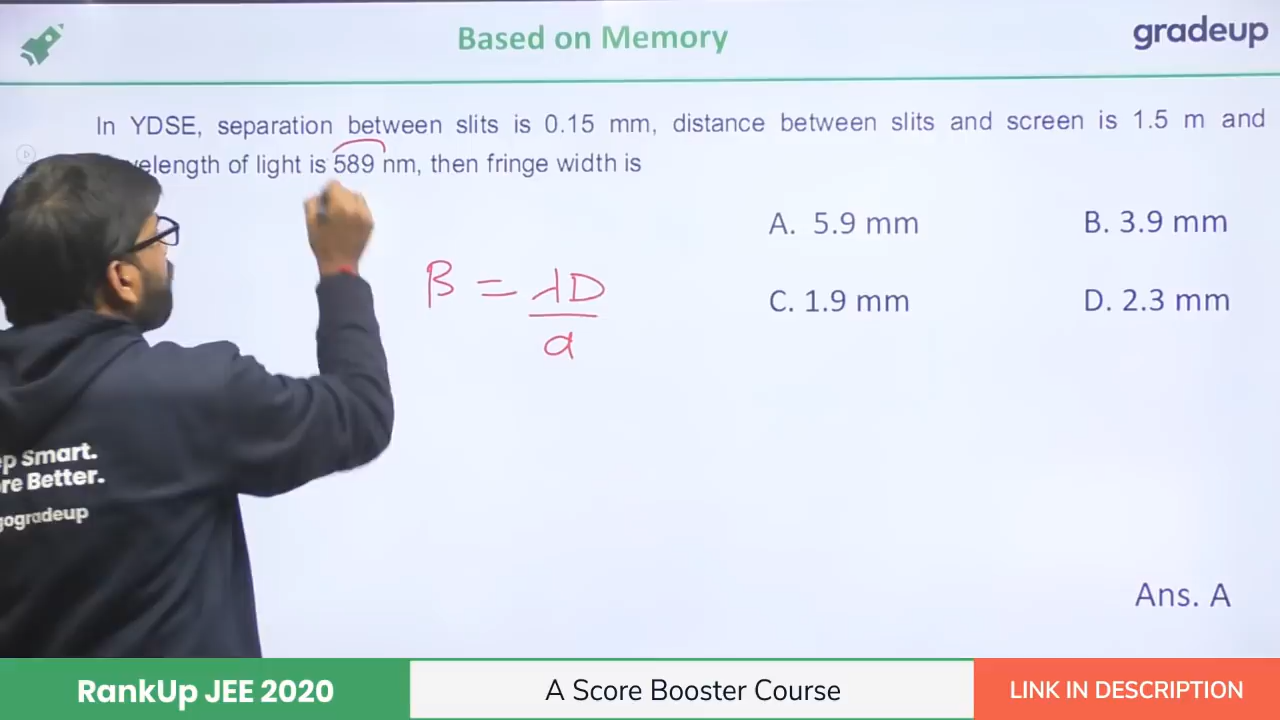 Based on Memory
gradeup
In YDSE, separation between slits is 0.15 mm, distance between slits and screen is 1.5 m and
of light is 589 nm, then fringe width is
A. 5.9 mm
B. 3.9 mm
β = λD
d
C. 1.9 mm
D. 2.3 mm
Smart.
Better.
gogradeup
Ans. A
RankUp JEE 2020
A Score Booster Course
LINK IN DESCRIPTION